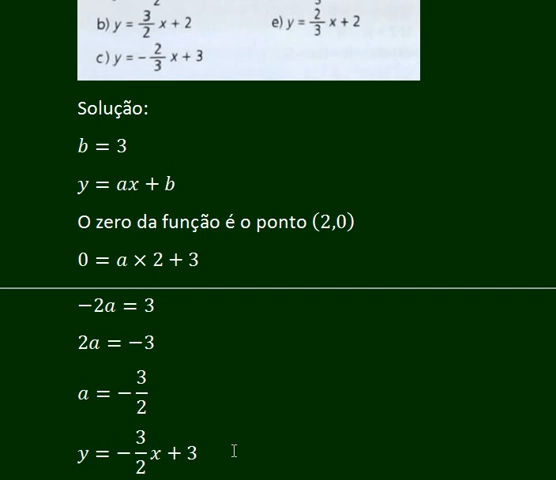 b) y = 3/2 x + 2 e) y = 2/3 x + 2
c) y = - 2/3 x + 3
Solução:
b = 3
y = ax + b
O zero da função é o ponto (2,0)
0 = a × 2 + 3
−2a = 3
2a = −3
a = − 3/2
y = − 3/2 x + 3